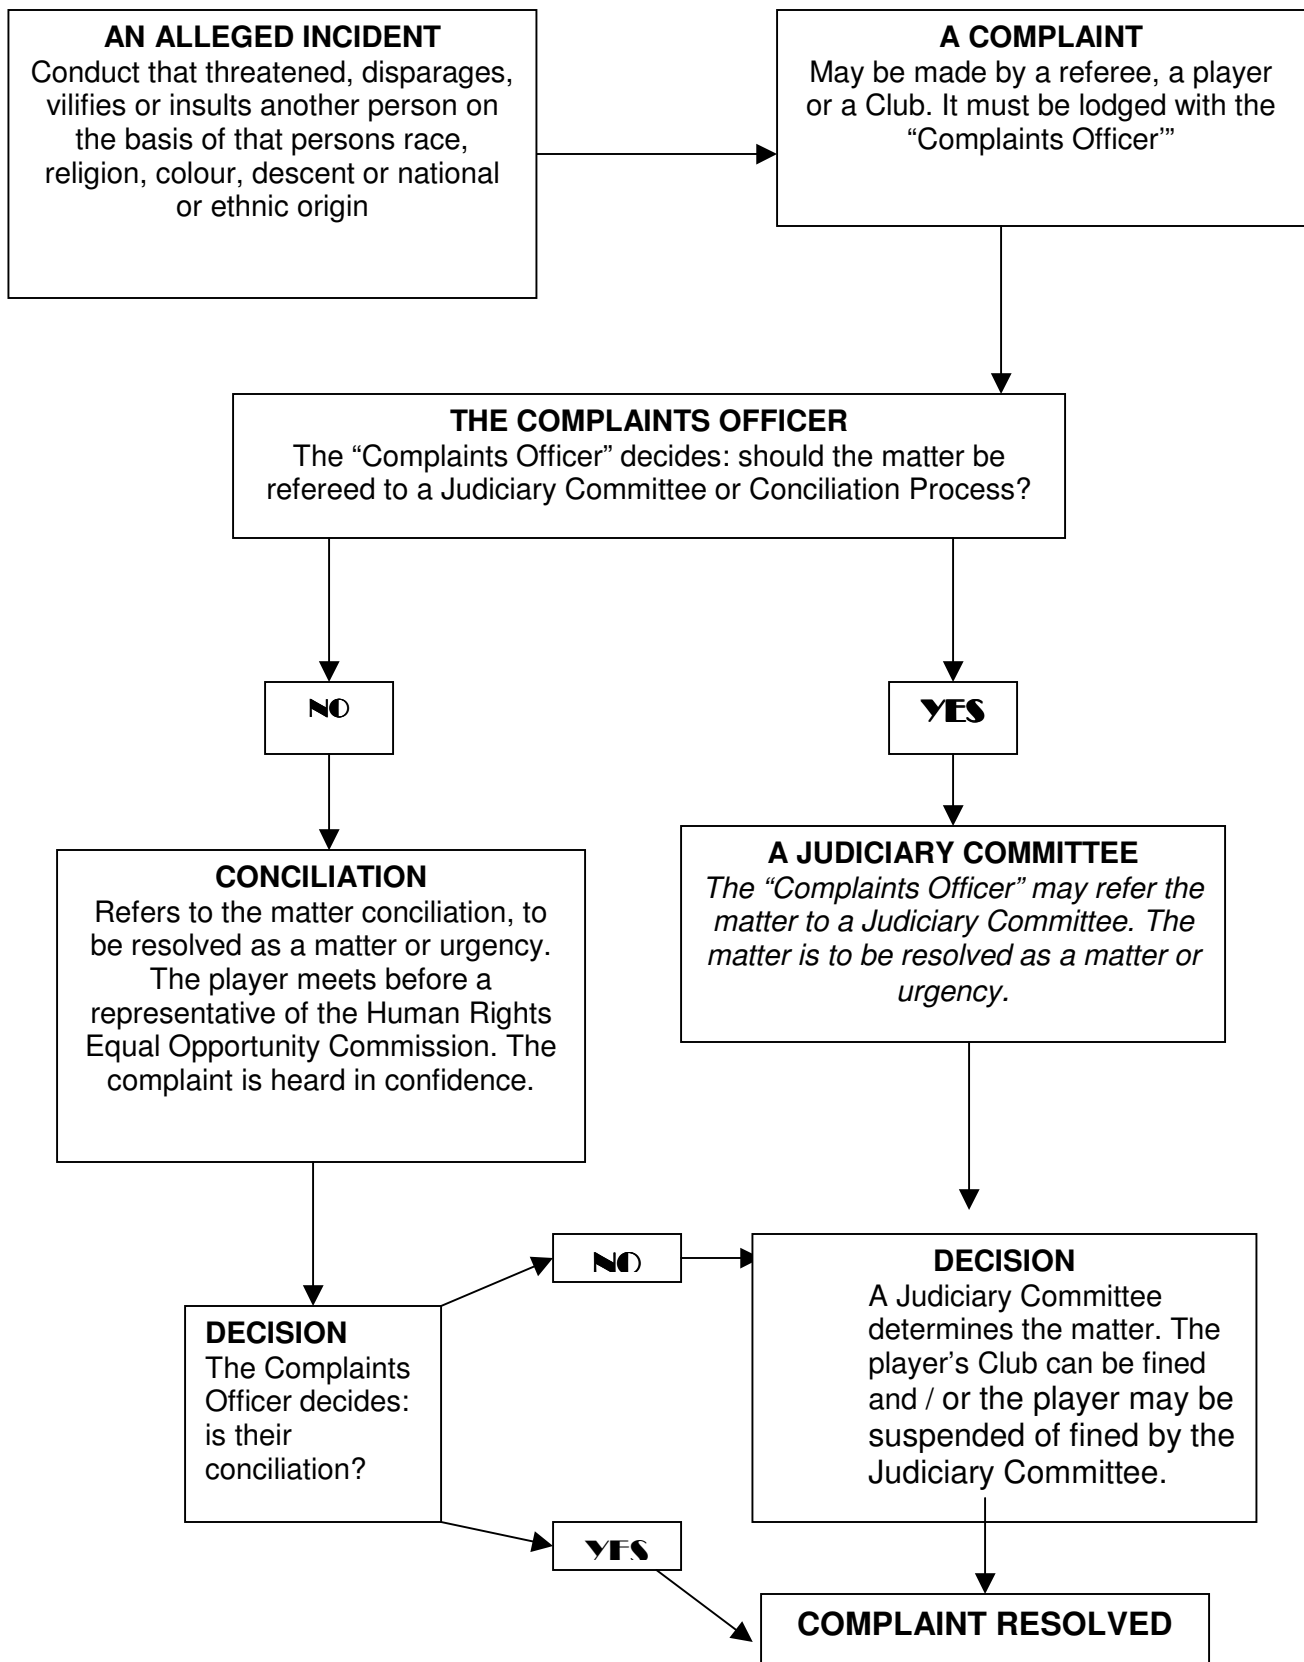 AN ALLEGED INCIDENT
Conduct that threatened, disparages,
vilifies or insults another person on
the basis of that persons race,
religion, colour, descent or national
or ethnic origin
A COMPLAINT
May be made by a referee, a player
or a Club. It must be lodged with the
“Complaints Officer’”
THE COMPLAINTS OFFICER
The “Complaints Officer” decides: should the matter be
refereed to a Judiciary Committee or Conciliation Process?
NO
YES
CONCILIATION
Refers to the matter conciliation, to
be resolved as a matter or urgency.
The player meets before a
representative of the Human Rights
Equal Opportunity Commission. The
complaint is heard in confidence.
A JUDICIARY COMMITTEE
The “Complaints Officer” may refer the
matter to a Judiciary Committee. The
matter is to be resolved as a matter or
urgency.
DECISION
The Complaints
Officer decides:
is their
conciliation?
NO
YES
DECISION
A Judiciary Committee
determines the matter. The
player’s Club can be fined
and / or the player may be
suspended of fined by the
Judiciary Committee.
COMPLAINT RESOLVED